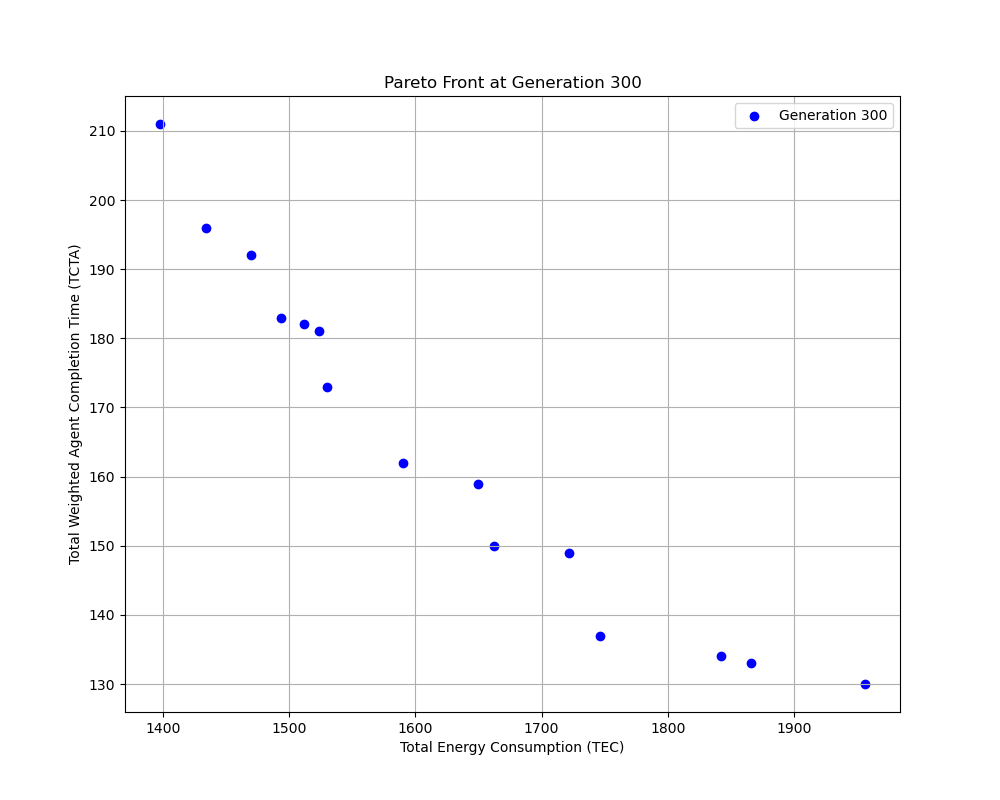 Pareto Front at Generation 300
Generation 300
Total Weighted Agent Completion Time (TCTA)
210
200
190
180
170
160
150
140
130
1400 1500 1600 1700 1800 1900
Total Energy Consumption (TEC)